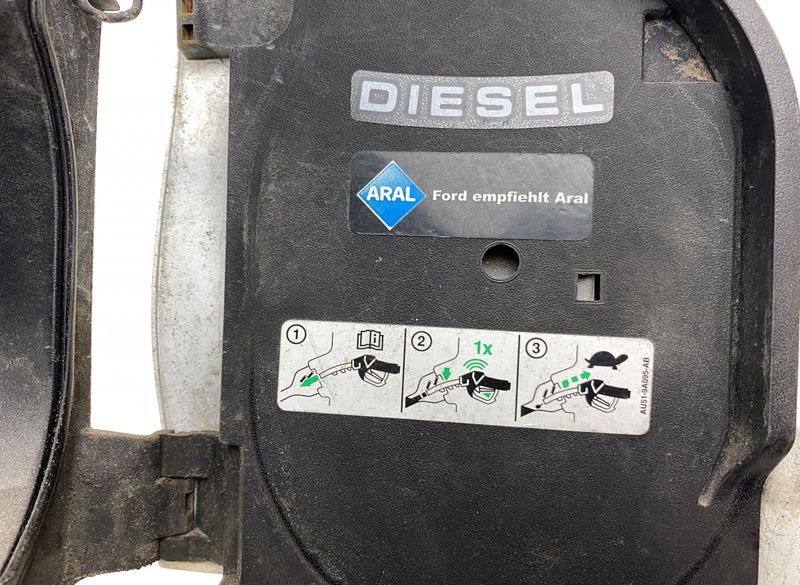 DIESEL
ARAL Ford empfiehlt Aral
1 2 1x 3
AU51-9A095-AB